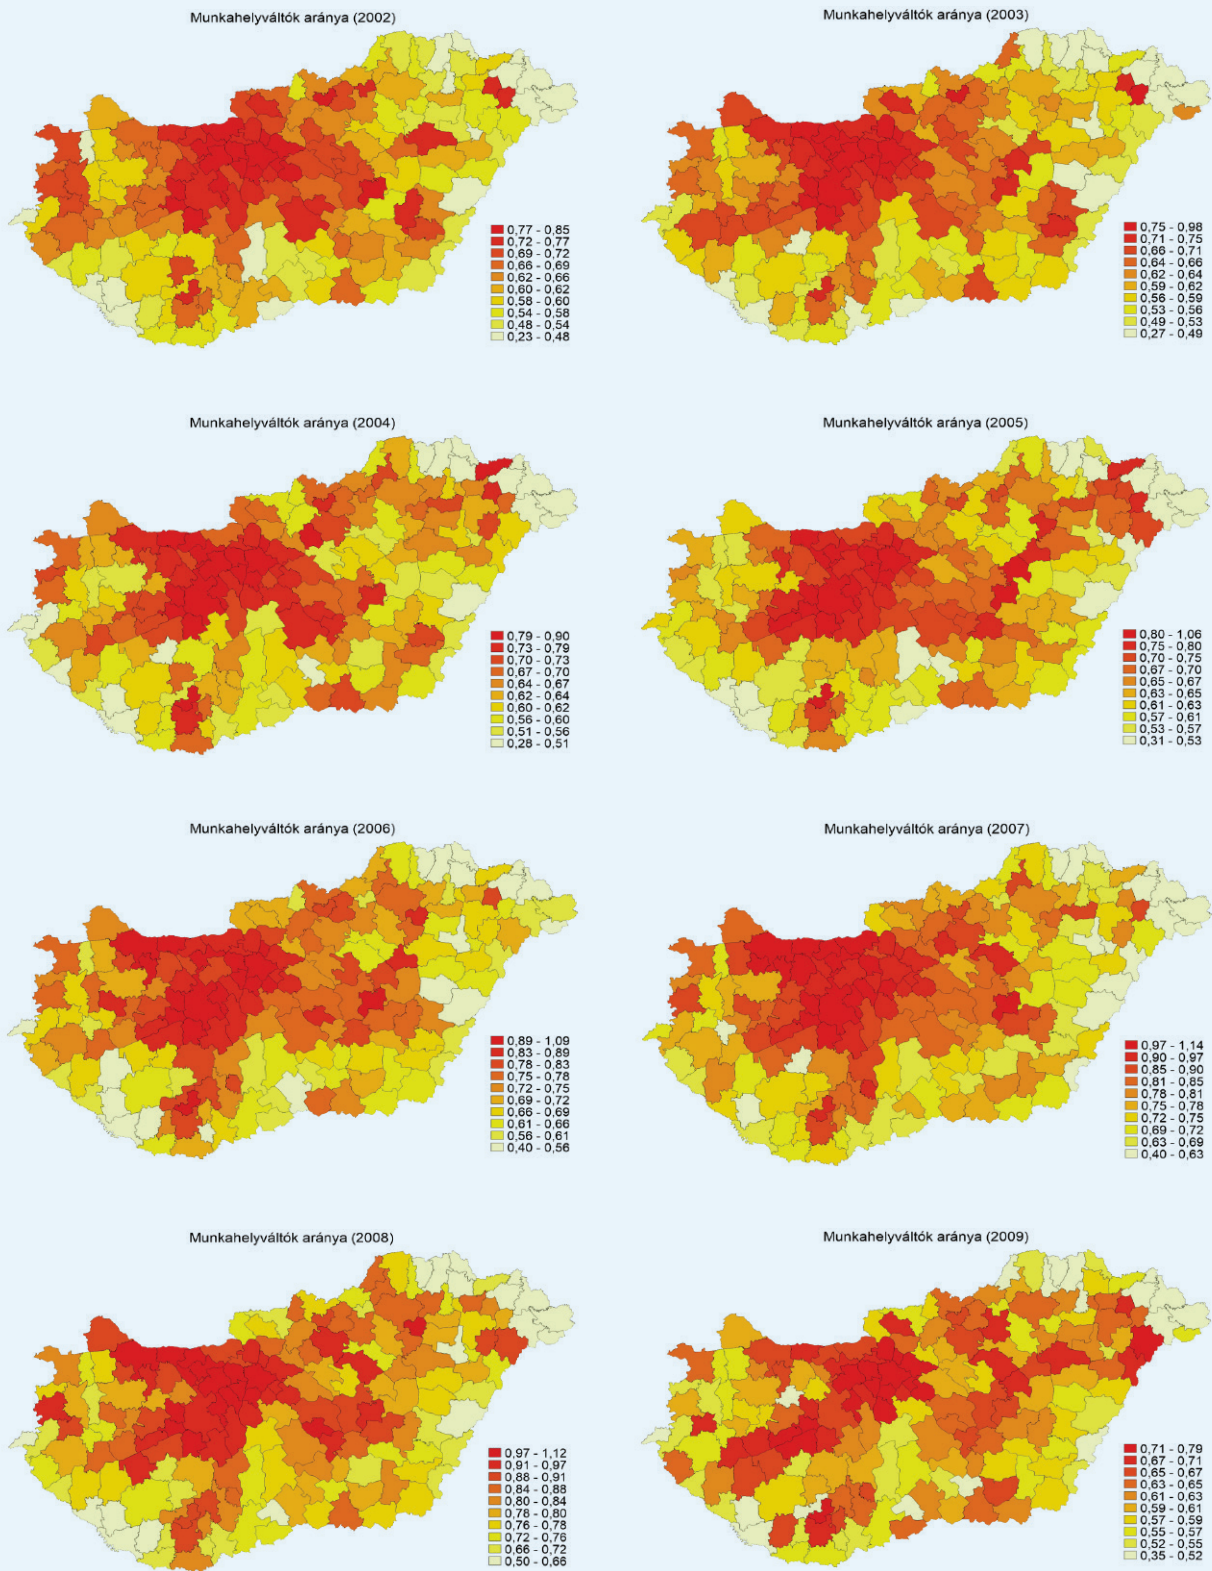 Munkahelyváltók aránya (2002)
0,77 - 0,85
0,72 - 0,77
0,69 - 0,72
0,66 - 0,69
0,62 - 0,66
0,60 - 0,62
0,58 - 0,60
0,54 - 0,58
0,48 - 0,54
0,23 - 0,48
Munkahelyváltók aránya (2003)
0,75 - 0,98
0,71 - 0,75
0,66 - 0,71
0,64 - 0,66
0,62 - 0,64
0,59 - 0,62
0,56 - 0,59
0,53 - 0,56
0,49 - 0,53
0,27 - 0,49
Munkahelyváltók aránya (2004)
0,79 - 0,90
0,73 - 0,79
0,70 - 0,73
0,67 - 0,70
0,64 - 0,67
0,62 - 0,64
0,60 - 0,62
0,56 - 0,60
0,51 - 0,56
0,28 - 0,51
Munkahelyváltók aránya (2005)
0,80 - 1,06
0,75 - 0,80
0,70 - 0,75
0,67 - 0,70
0,65 - 0,67
0,63 - 0,65
0,61 - 0,63
0,57 - 0,61
0,53 - 0,57
0,31 - 0,53
Munkahelyváltók aránya (2006)
0,89 - 1,09
0,83 - 0,89
0,78 - 0,83
0,75 - 0,78
0,72 - 0,75
0,69 - 0,72
0,66 - 0,69
0,61 - 0,66
0,56 - 0,61
0,40 - 0,56
Munkahelyváltók aránya (2007)
0,97 - 1,14
0,90 - 0,97
0,85 - 0,90
0,81 - 0,85
0,78 - 0,81
0,75 - 0,78
0,72 - 0,75
0,69 - 0,72
0,63 - 0,69
0,40 - 0,63
Munkahelyváltók aránya (2008)
0,97 - 1,12
0,91 - 0,97
0,88 - 0,91
0,84 - 0,88
0,80 - 0,84
0,78 - 0,80
0,76 - 0,78
0,72 - 0,76
0,66 - 0,72
0,50 - 0,66
Munkahelyváltók aránya (2009)
0,71 - 0,79
0,67 - 0,71
0,65 - 0,67
0,63 - 0,65
0,61 - 0,63
0,59 - 0,61
0,57 - 0,59
0,55 - 0,57
0,52 - 0,55
0,35 - 0,52